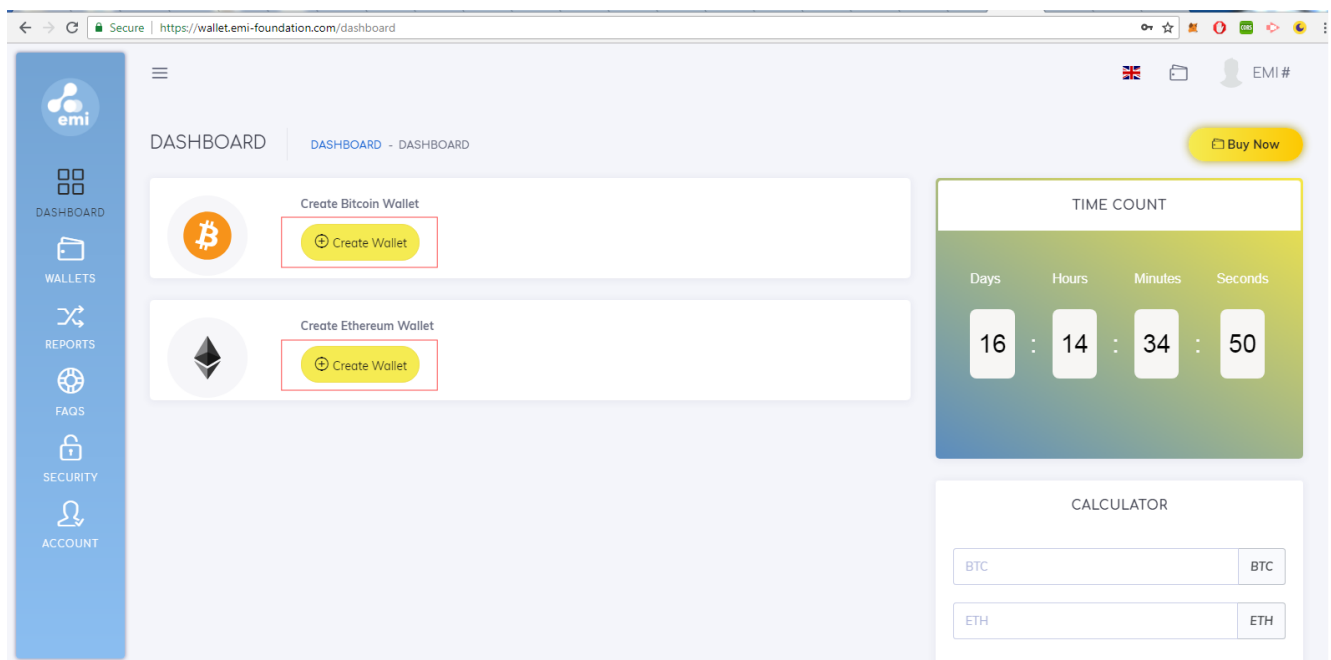 Secure | https://wallet.emi-foundation.com/dashboard
CORS
emi
EMI #
DASHBOARD
DASHBOARD - DASHBOARD
Buy Now
DASHBOARD
WALLETS
REPORTS
FAQS
SECURITY
ACCOUNT
Create Bitcoin Wallet
Create Wallet
Create Ethereum Wallet
Create Wallet
TIME COUNT
Days Hours Minutes Seconds
16 : 14 : 34 : 50
CALCULATOR
BTC BTC
ETH ETH